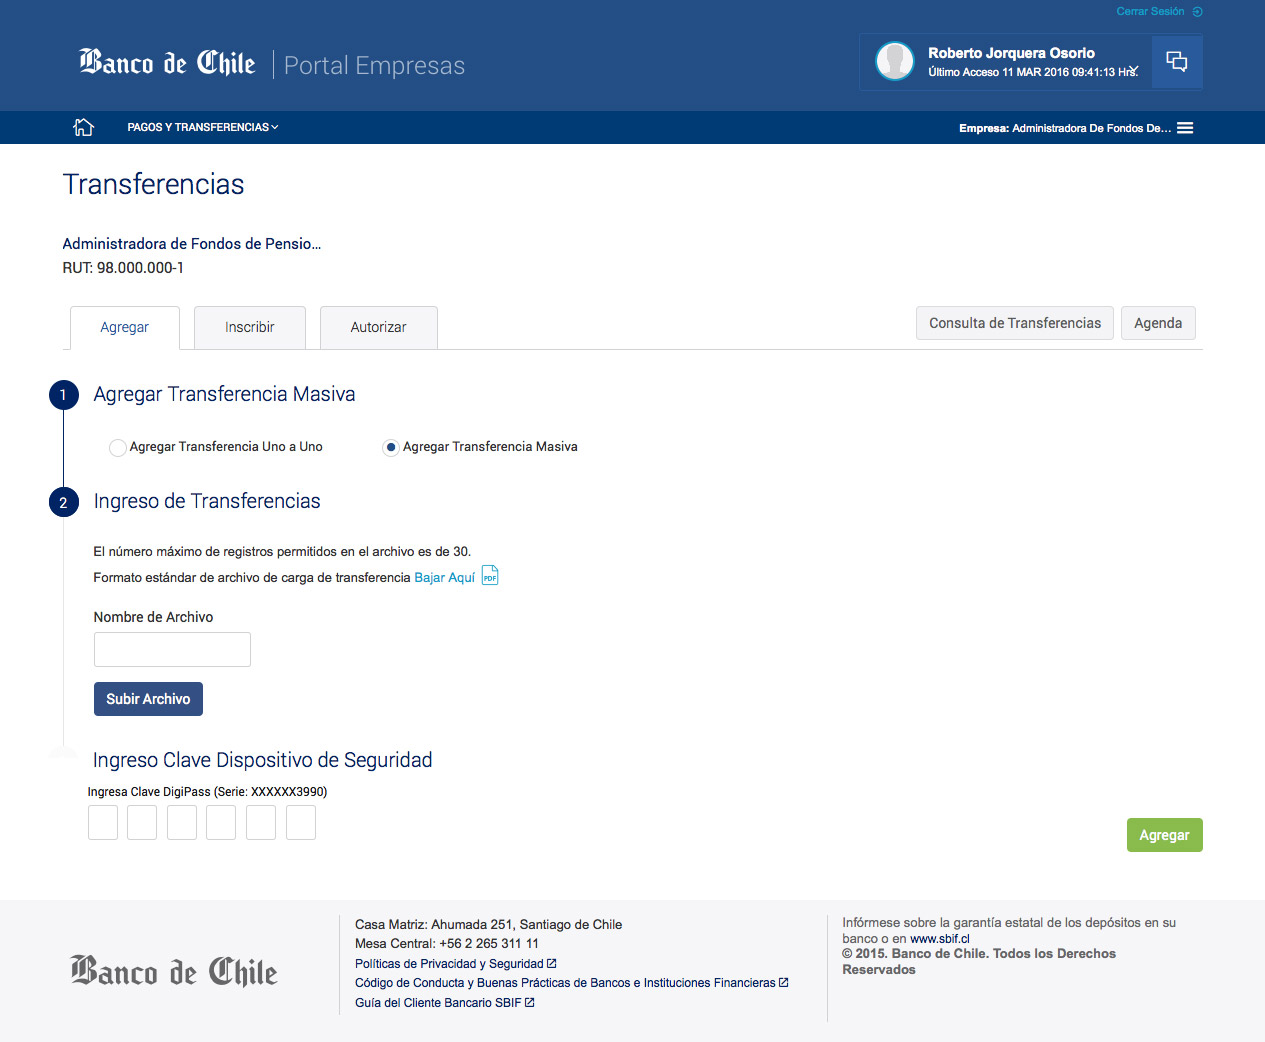 Cerrar Sesión
Banco de Chile | Portal Empresas
Roberto Jorquera Osorio
Último Acceso 11 MAR 2016 09:41:13 Hrs.
PAGOS Y TRANSFERENCIAS
Empresa: Administradora De Fondos De...
Transferencias
Administradora de Fondos de Pensio...
RUT: 98.000.000-1
Agregar
Inscribir
Autorizar
Consulta de Transferencias
Agenda
1 Agregar Transferencia Masiva
Agregar Transferencia Uno a Uno
Agregar Transferencia Masiva
2 Ingreso de Transferencias
El número máximo de registros permitidos en el archivo es de 30.
Formato estándar de archivo de carga de transferencia Bajar Aquí PDF
Nombre de Archivo
Subir Archivo
Ingreso Clave Dispositivo de Seguridad
Ingresa Clave DigiPass (Serie: XXXXXX3990)
Agregar
Banco de Chile
Casa Matriz: Ahumada 251, Santiago de Chile
Mesa Central: +56 2 265 311 11
Políticas de Privacidad y Seguridad
Código de Conducta y Buenas Prácticas de Bancos e Instituciones Financieras
Guía del Cliente Bancario SBIF
Infórmese sobre la garantía estatal de los depósitos en su
banco o en www.sbif.cl
© 2015. Banco de Chile. Todos los Derechos
Reservados